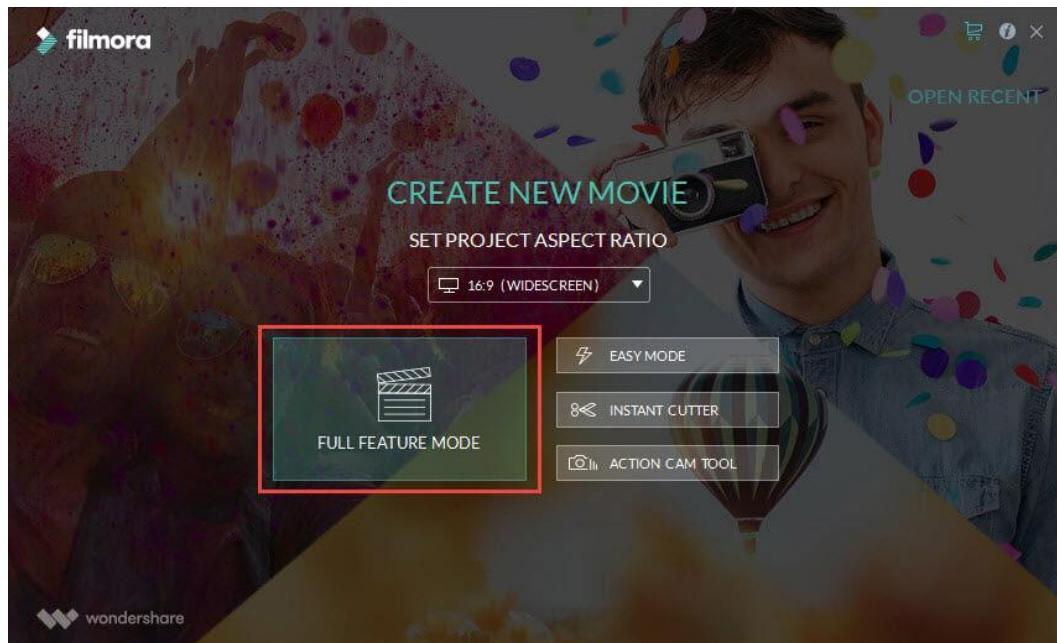 filmora
OPEN RECENT
CREATE NEW MOVIE
SET PROJECT ASPECT RATIO
16:9 (WIDESCREEN)
FULL FEATURE MODE
EASY MODE
INSTANT CUTTER
ACTION CAM TOOL
wondershare